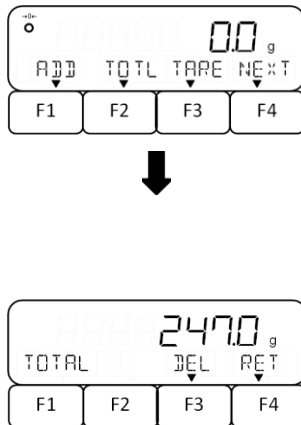 →0←
0.0 g
ADD TOTL TARE NEXT
F1 F2 F3 F4
247.0 g
TOTAL DEL RET
F1 F2 F3 F4